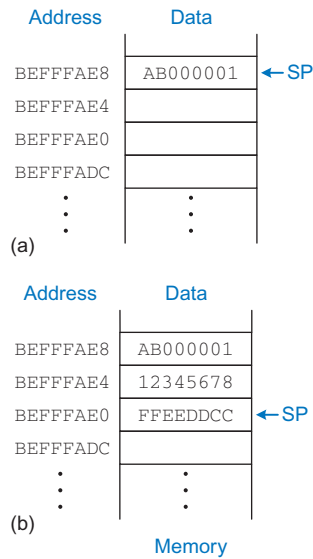 Address Data
BEFFFAE8 AB000001 SP
BEFFFAE4
BEFFFAE0
BEFFFADC
(a)
Address Data
BEFFFAE8 AB000001
BEFFFAE4 12345678
BEFFFAE0 FFEEDDCC SP
BEFFFADC
(b)
Memory